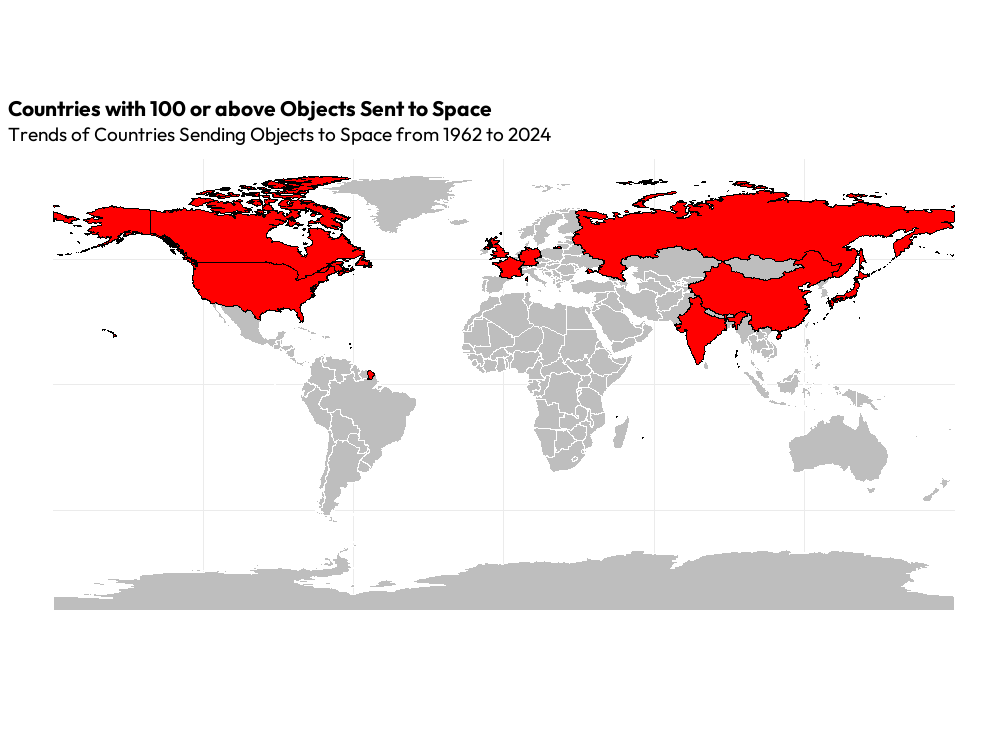 Countries with 100 or above Objects Sent to Space
Trends of Countries Sending Objects to Space from 1962 to 2024